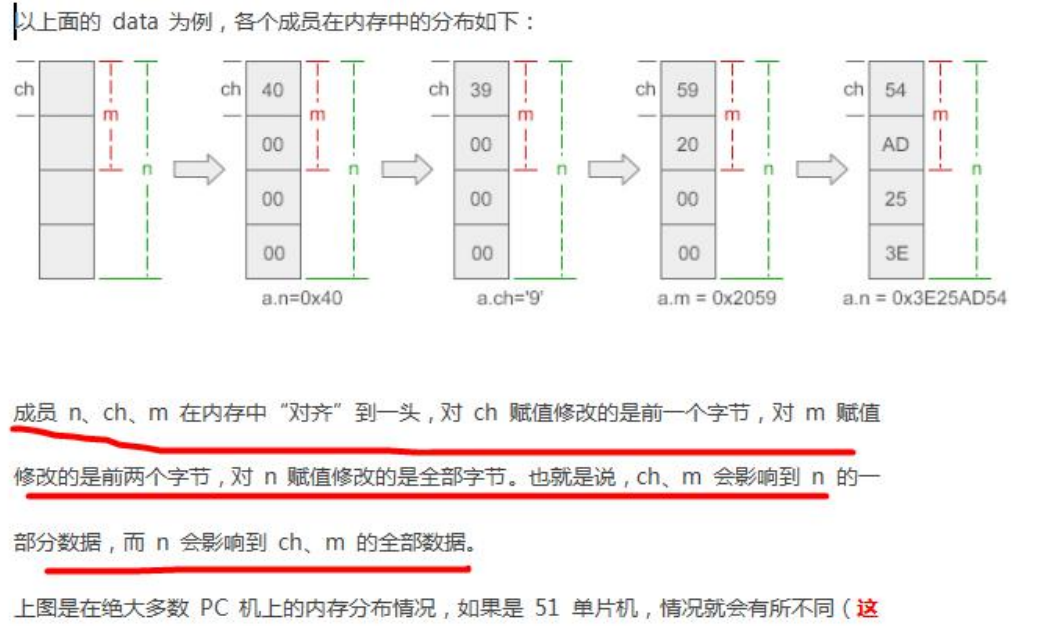 以上面的 data 为例，各个成员在内存中的分布如下：
ch m n
ch 40 00 00 00 m n
ch 39 00 00 00 m n
ch 59 20 00 00 m n
ch 54 AD 25 3E m n
a.n=0x40
a.ch='9'
a.m = 0x2059
a.n = 0x3E25AD54
成员 n、ch、m 在内存中“对齐”到一头，对 ch 赋值修改的是前一个字节，对 m 赋值
修改的是前两个字节，对 n 赋值修改的是全部字节。也就是说，ch、m 会影响到 n 的一
部分数据，而 n 会影响到 ch、m 的全部数据。
上图是在绝大多数 PC 机上的内存分布情况，如果是 51 单片机，情况就会有所不同（这